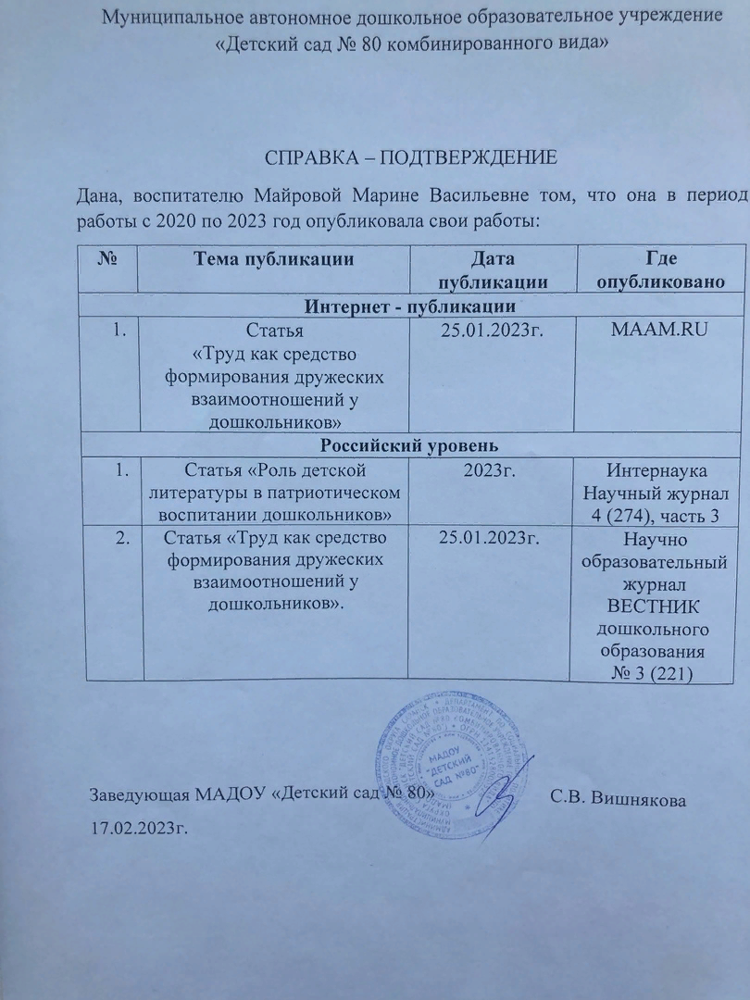 Муниципальное автономное дошкольное образовательное учреждение
«Детский сад № 80 комбинированного вида»
СПРАВКА – ПОДТВЕРЖДЕНИЕ
Дана, воспитателю Майровой Марине Васильевне том, что она в период
работы с 2020 по 2023 год опубликовала свои работы:
№ Тема публикации Дата публикации Где опубликовано
Интернет - публикации
1. Статья 25.01.2023г. MAAM.RU
«Труд как средство
формирования дружеских
взаимоотношений у
дошкольников»
Российский уровень
1. Статья «Роль детской 2023г. Интернаука
литературы в патриотическом Научный журнал
воспитании дошкольников» 4 (274), часть 3
2. Статья «Труд как средство 25.01.2023г. Научно
формирования дружеских образовательный
взаимоотношений у журнал
дошкольников». ВЕСТНИК
дошкольного
образования
№ 3 (221)
МАДОУ
"ДЕТСКИЙ
САД №80"
Заведующая МАДОУ «Детский сад № 80» С.В. Вишнякова
17.02.2023г.